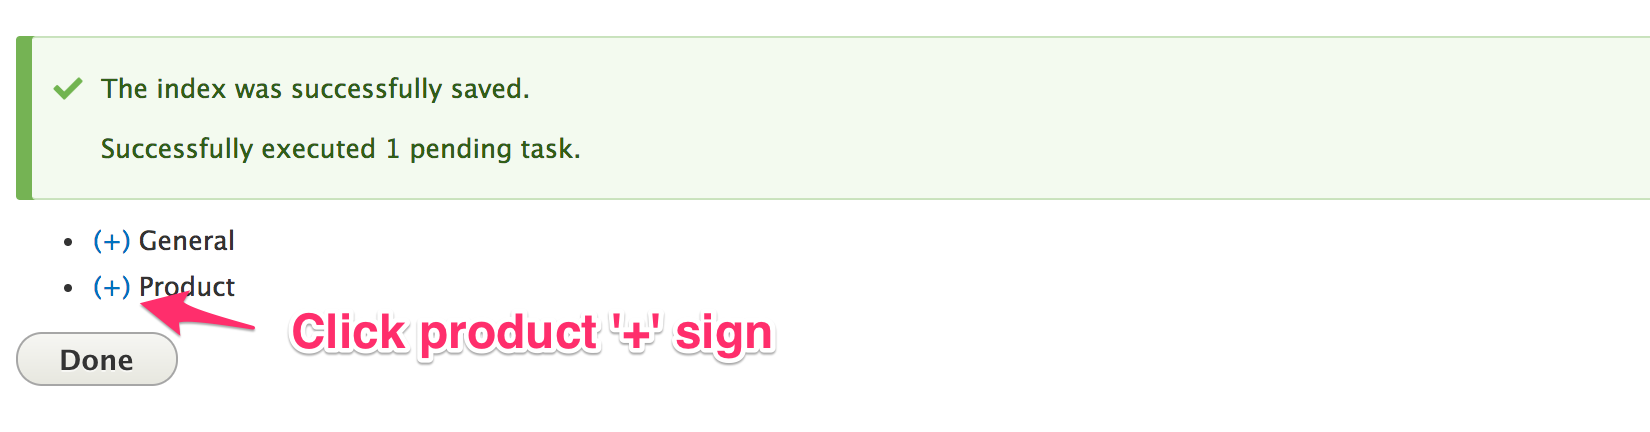 The index was successfully saved.
Successfully executed 1 pending task.
• (+) General
• (+) Product
Click product '+' sign
Done